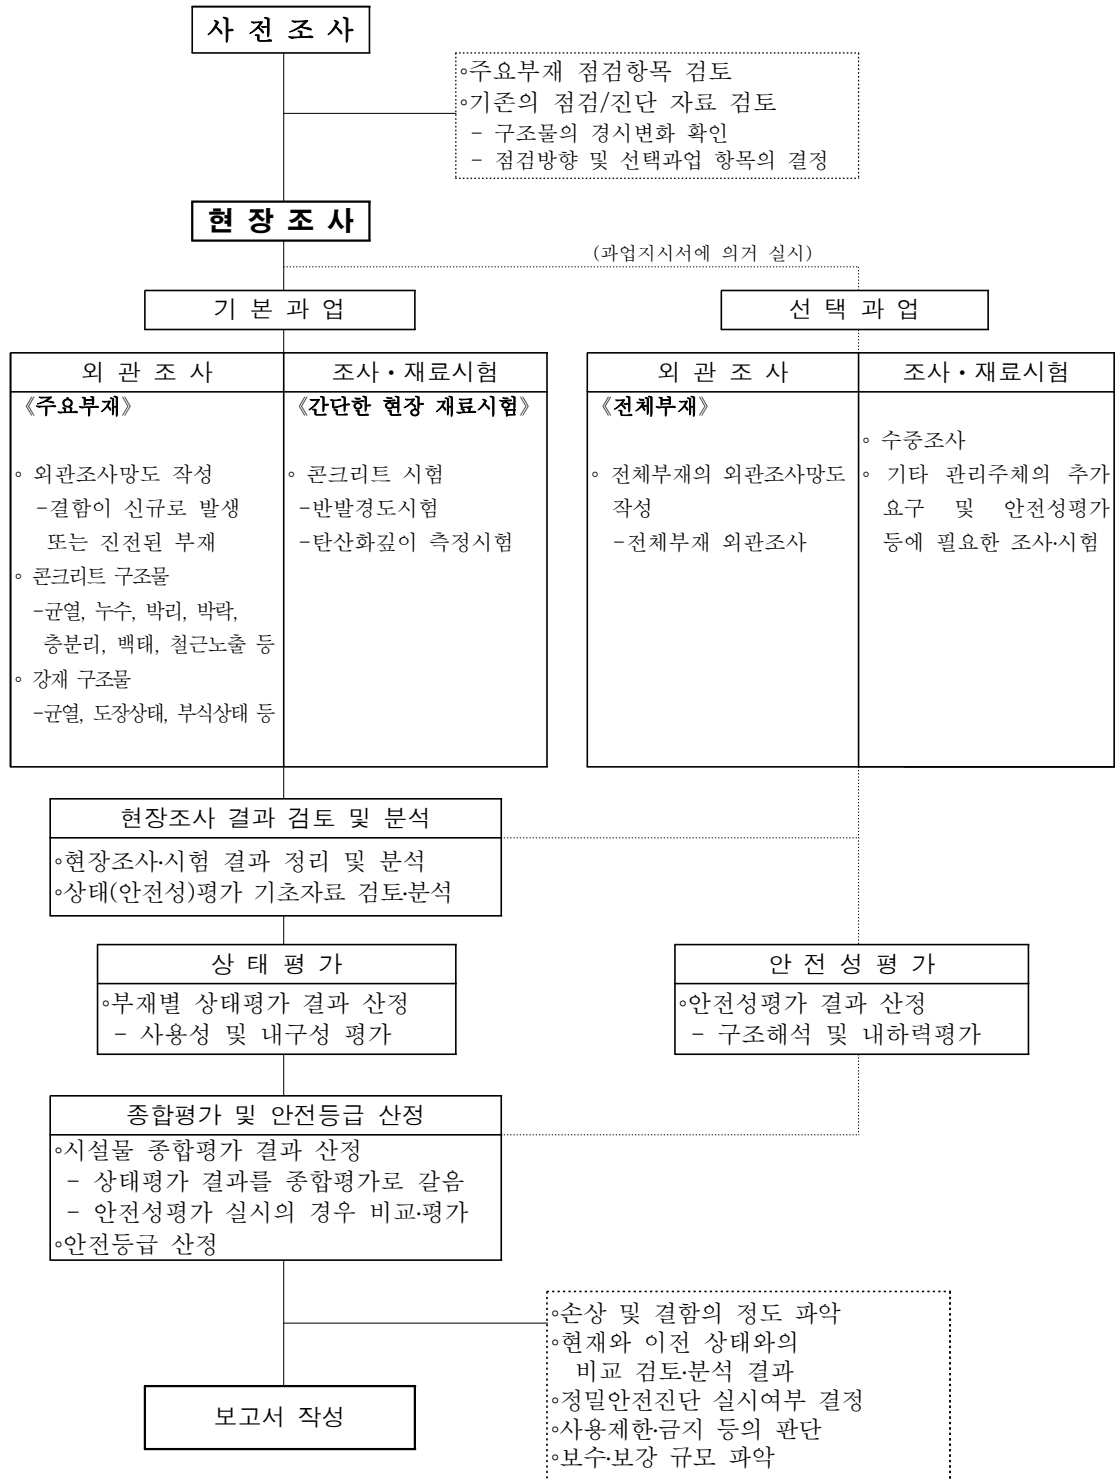 사 전 조 사
◦주요부재 점검항목 검토
◦기존의 점검/진단 자료 검토
- 구조물의 경시변화 확인
- 점검방향 및 선택과업 항목의 결정
현 장 조 사
(과업지시서에 의거 실시)
기 본 과 업
선 택 과 업
외 관 조 사
조사・재료시험
《주요부재》
《간단한 현장 재료시험》
◦ 외관조사망도 작성
-결함이 신규로 발생
또는 진전된 부재
◦ 콘크리트 구조물
-균열, 누수, 박리, 박락,
층분리, 백태, 철근노출 등
◦ 강재 구조물
-균열, 도장상태, 부식상태 등
◦ 콘크리트 시험
-반발경도시험
-탄산화깊이 측정시험
외 관 조 사
조사・재료시험
《전체부재》
◦ 전체부재의 외관조사망도
작성
-전체부재 외관조사
◦ 수중조사
◦ 기타 관리주체의 추가
요구 및 안전성평가
등에 필요한 조사·시험
현장조사 결과 검토 및 분석
◦현장조사·시험 결과 정리 및 분석
◦상태(안전성)평가 기초자료 검토·분석
상 태 평 가
◦부재별 상태평가 결과 산정
- 사용성 및 내구성 평가
안 전 성 평 가
◦안전성평가 결과 산정
- 구조해석 및 내하력평가
종합평가 및 안전등급 산정
◦시설물 종합평가 결과 산정
- 상태평가 결과를 종합평가로 갈음
- 안전성평가 실시의 경우 비교·평가
◦안전등급 산정
◦손상 및 결함의 정도 파악
◦현재와 이전 상태와의
비교 검토·분석 결과
◦정밀안전진단 실시여부 결정
◦사용제한·금지 등의 판단
◦보수·보강 규모 파악
보고서 작성